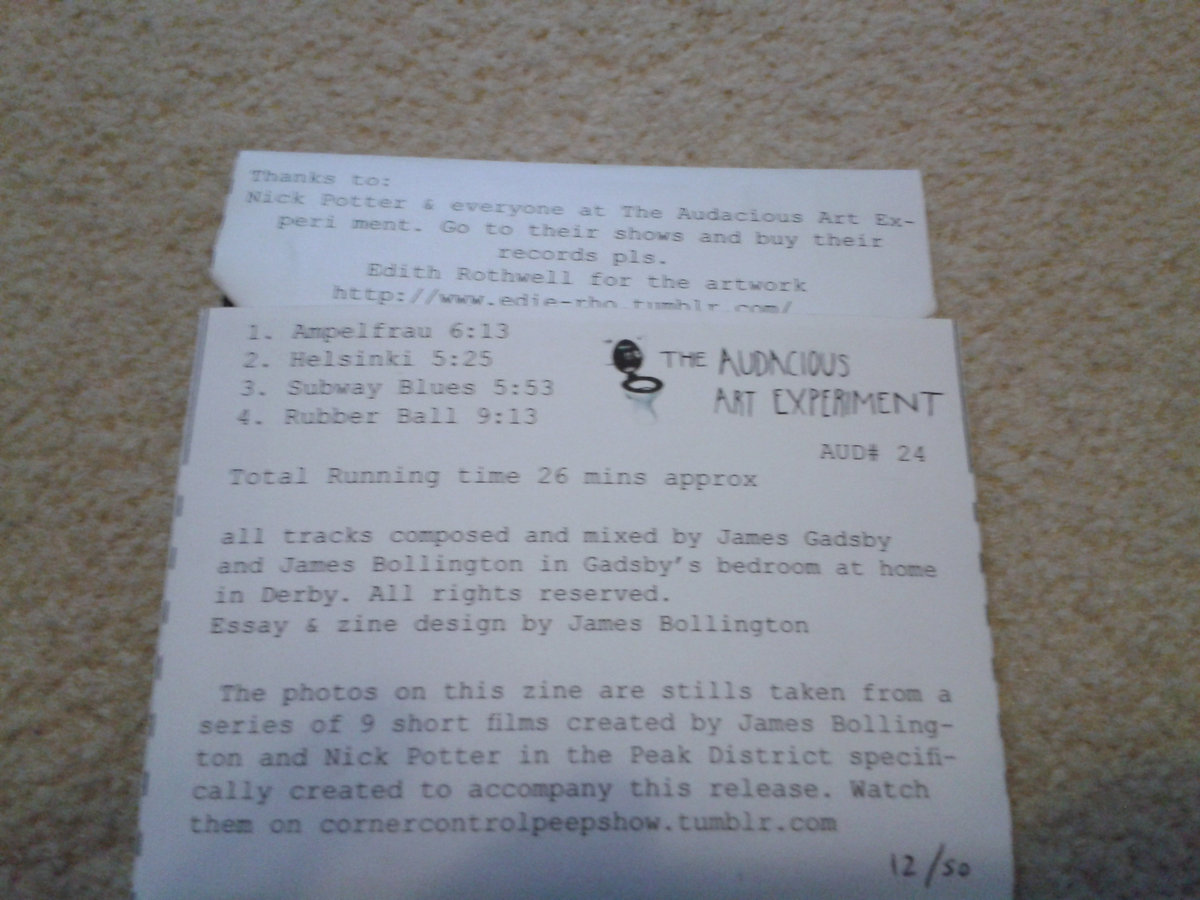 Thanks to:
Nick Potter & everyone at The Audacious Art Ex-
peri ment. Go to their shows and buy their
records pls.
Edith Rothwell for the artwork
http://www.edie-rho.tumblr.com/
1. Ampelfrau 6:13
2. Helsinki 5:25
3. Subway Blues 5:53
4. Rubber Ball 9:13
THE AUDACIOUS
ART EXPERIMENT
AUD# 24
Total Running time 26 mins approx
all tracks composed and mixed by James Gadsby
and James Bollington in Gadsby's bedroom at home
in Derby. All rights reserved.
Essay & zine design by James Bollington
The photos on this zine are stills taken from a
series of 9 short films created by James Bolling-
ton and Nick Potter in the Peak District specifi-
cally created to accompany this release. Watch
them on cornercontrolpeepshow.tumblr.com
12/50